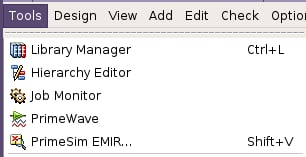 Tools Design View Add Edit Check Optio
Library Manager Ctrl+L
Hierarchy Editor
Job Monitor
PrimeWave
PrimeSim EMIR... Shift+V